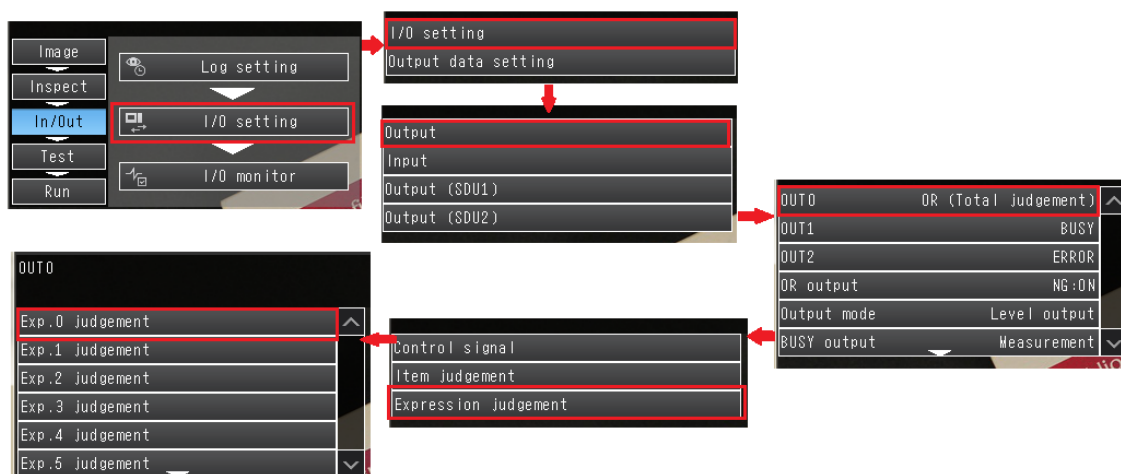 Image
Inspect
In/Out
Test
Run
Log setting
I/O setting
I/O monitor
I/O setting
Output data setting
Output
Input
Output (SDU1)
Output (SDU2)
OUT0 OR (Total judgement)
OUT1 BUSY
OUT2 ERROR
OR output NG:ON
Output mode Level output
BUSY output Measurement
Control signal
Item judgement
Expression judgement
OUT0
Exp.0 judgement
Exp.1 judgement
Exp.2 judgement
Exp.3 judgement
Exp.4 judgement
Exp.5 judgement